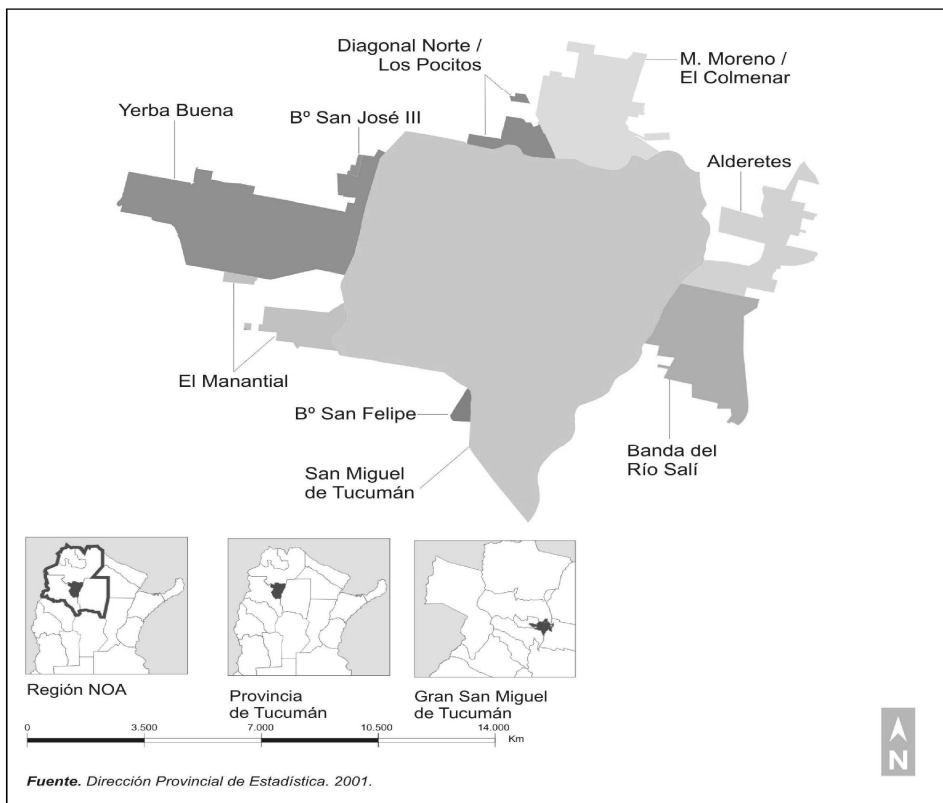 Diagonal Norte /
Los Pocitos
M. Moreno /
El Colmenar
Yerba Buena
Bº San José III
Alderetes
El Manantial
Bº San Felipe
San Miguel
de Tucumán
Banda del
Río Salí
Región NOA
Provincia
de Tucumán
Gran San Miguel
de Tucumán
0 3.500 7.000 10.500 14.000
Km
N
Fuente. Dirección Provincial de Estadística. 2001.